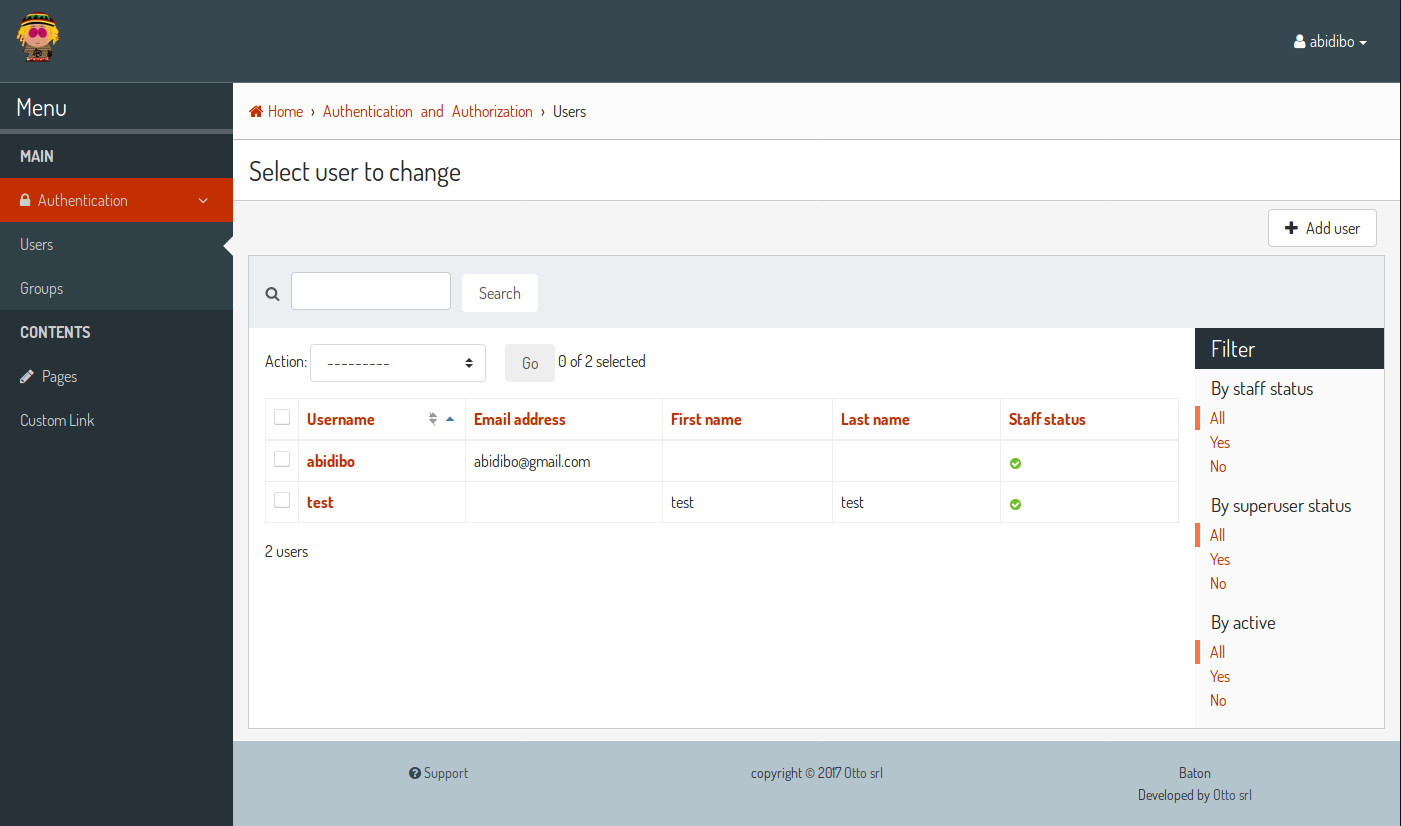 abidibo
Menu
Home › Authentication and Authorization › Users
MAIN
Select user to change
Authentication
Add user
Users
Groups
Search
CONTENTS
Pages
Custom Link
Action: --------- Go 0 of 2 selected
Username Email address First name Last name Staff status
abidibo abidibo@gmail.com
test test test
2 users
Filter
By staff status
All
Yes
No
By superuser status
All
Yes
No
By active
All
Yes
No
Support
copyright © 2017 Otto srl
Baton
Developed by Otto srl